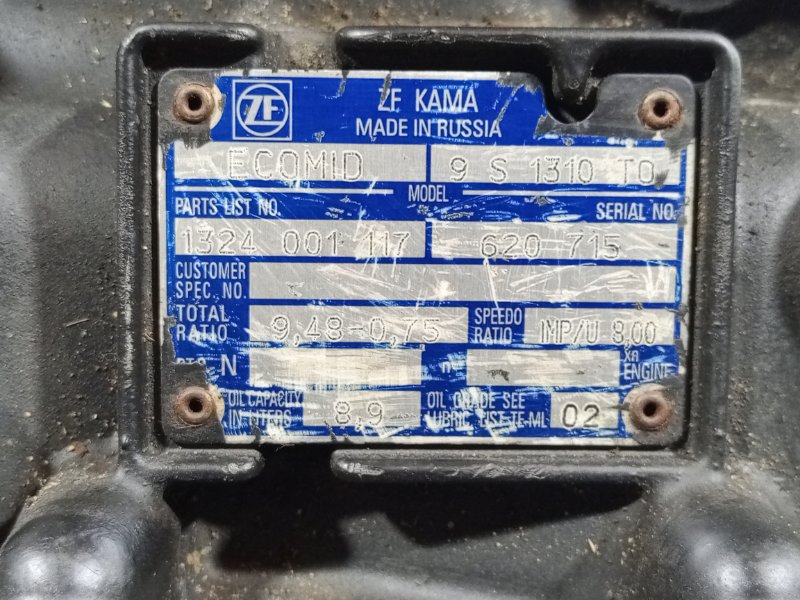 ZF
ZF KAMA
MADE IN RUSSIA
ECOMID 9 S 1310 TO
MODEL
PARTS LIST NO. SERIAL NO.
1324 001 117 620 715
CUSTOMER
SPEC. NO.
TOTAL
RATIO 9,48-0,75 SPEEDO
RATIO IMP/U 8,00
N n
ENGINE
OIL CAPACITY
IN LITERS 8,9 OIL GRADE SEE
LUBRIC. LIST TE-ML 02